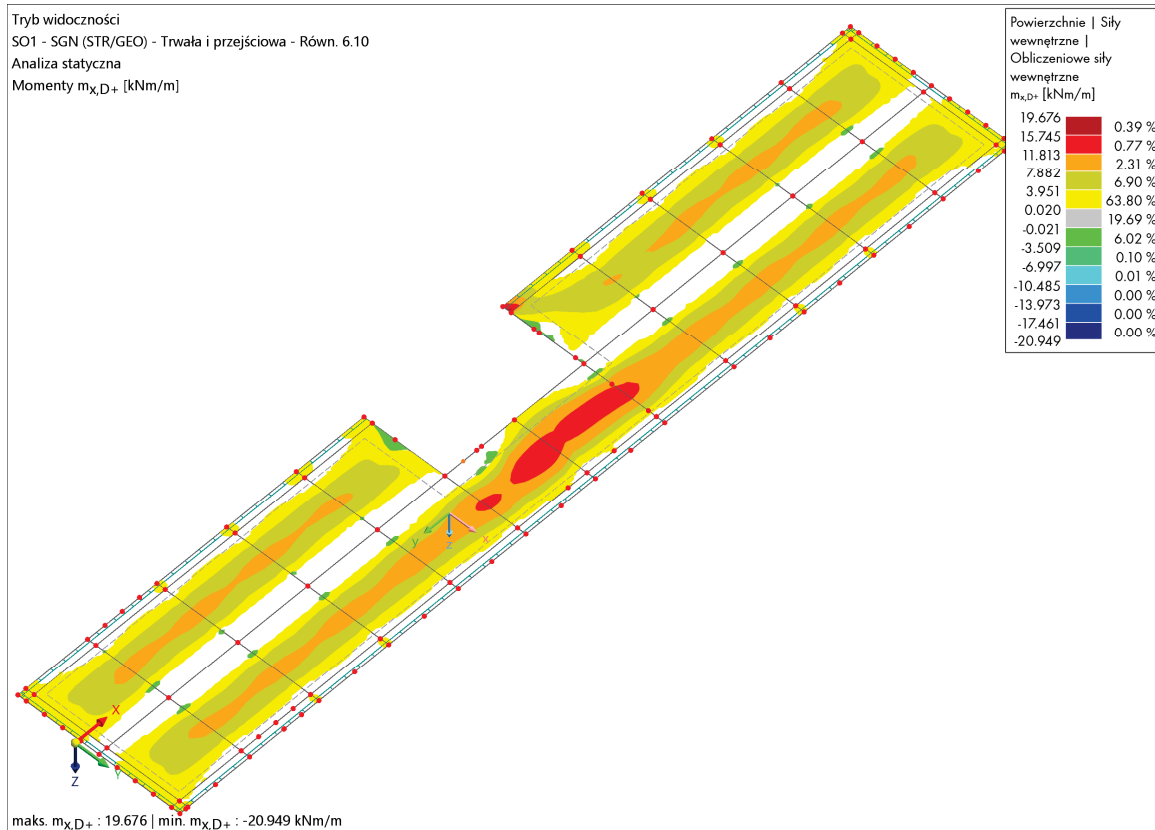 Tryb widoczności
SO1 - SGN (STR/GEO) - Trwała i przejściowa - Równ. 6.10
Analiza statyczna
Momenty mx,D+ [kNm/m]
Powierzchnie | Siły
wewnętrzne |
Obliczeniowe siły
wewnętrzne
mx,D+ [kNm/m]
19.676
0.39 %
15.745
0.77 %
11.813
2.31 %
7.882
6.90 %
3.951
63.80 %
0.020
19.69 %
-0.021
6.02 %
-3.509
0.10 %
-6.997
0.01 %
-10.485
0.00 %
-13.973
0.00 %
-17.461
0.00 %
-20.949
y
z
x
X
Y
Z
maks. mx,D+ : 19.676 | min. mx,D+ : -20.949 kNm/m